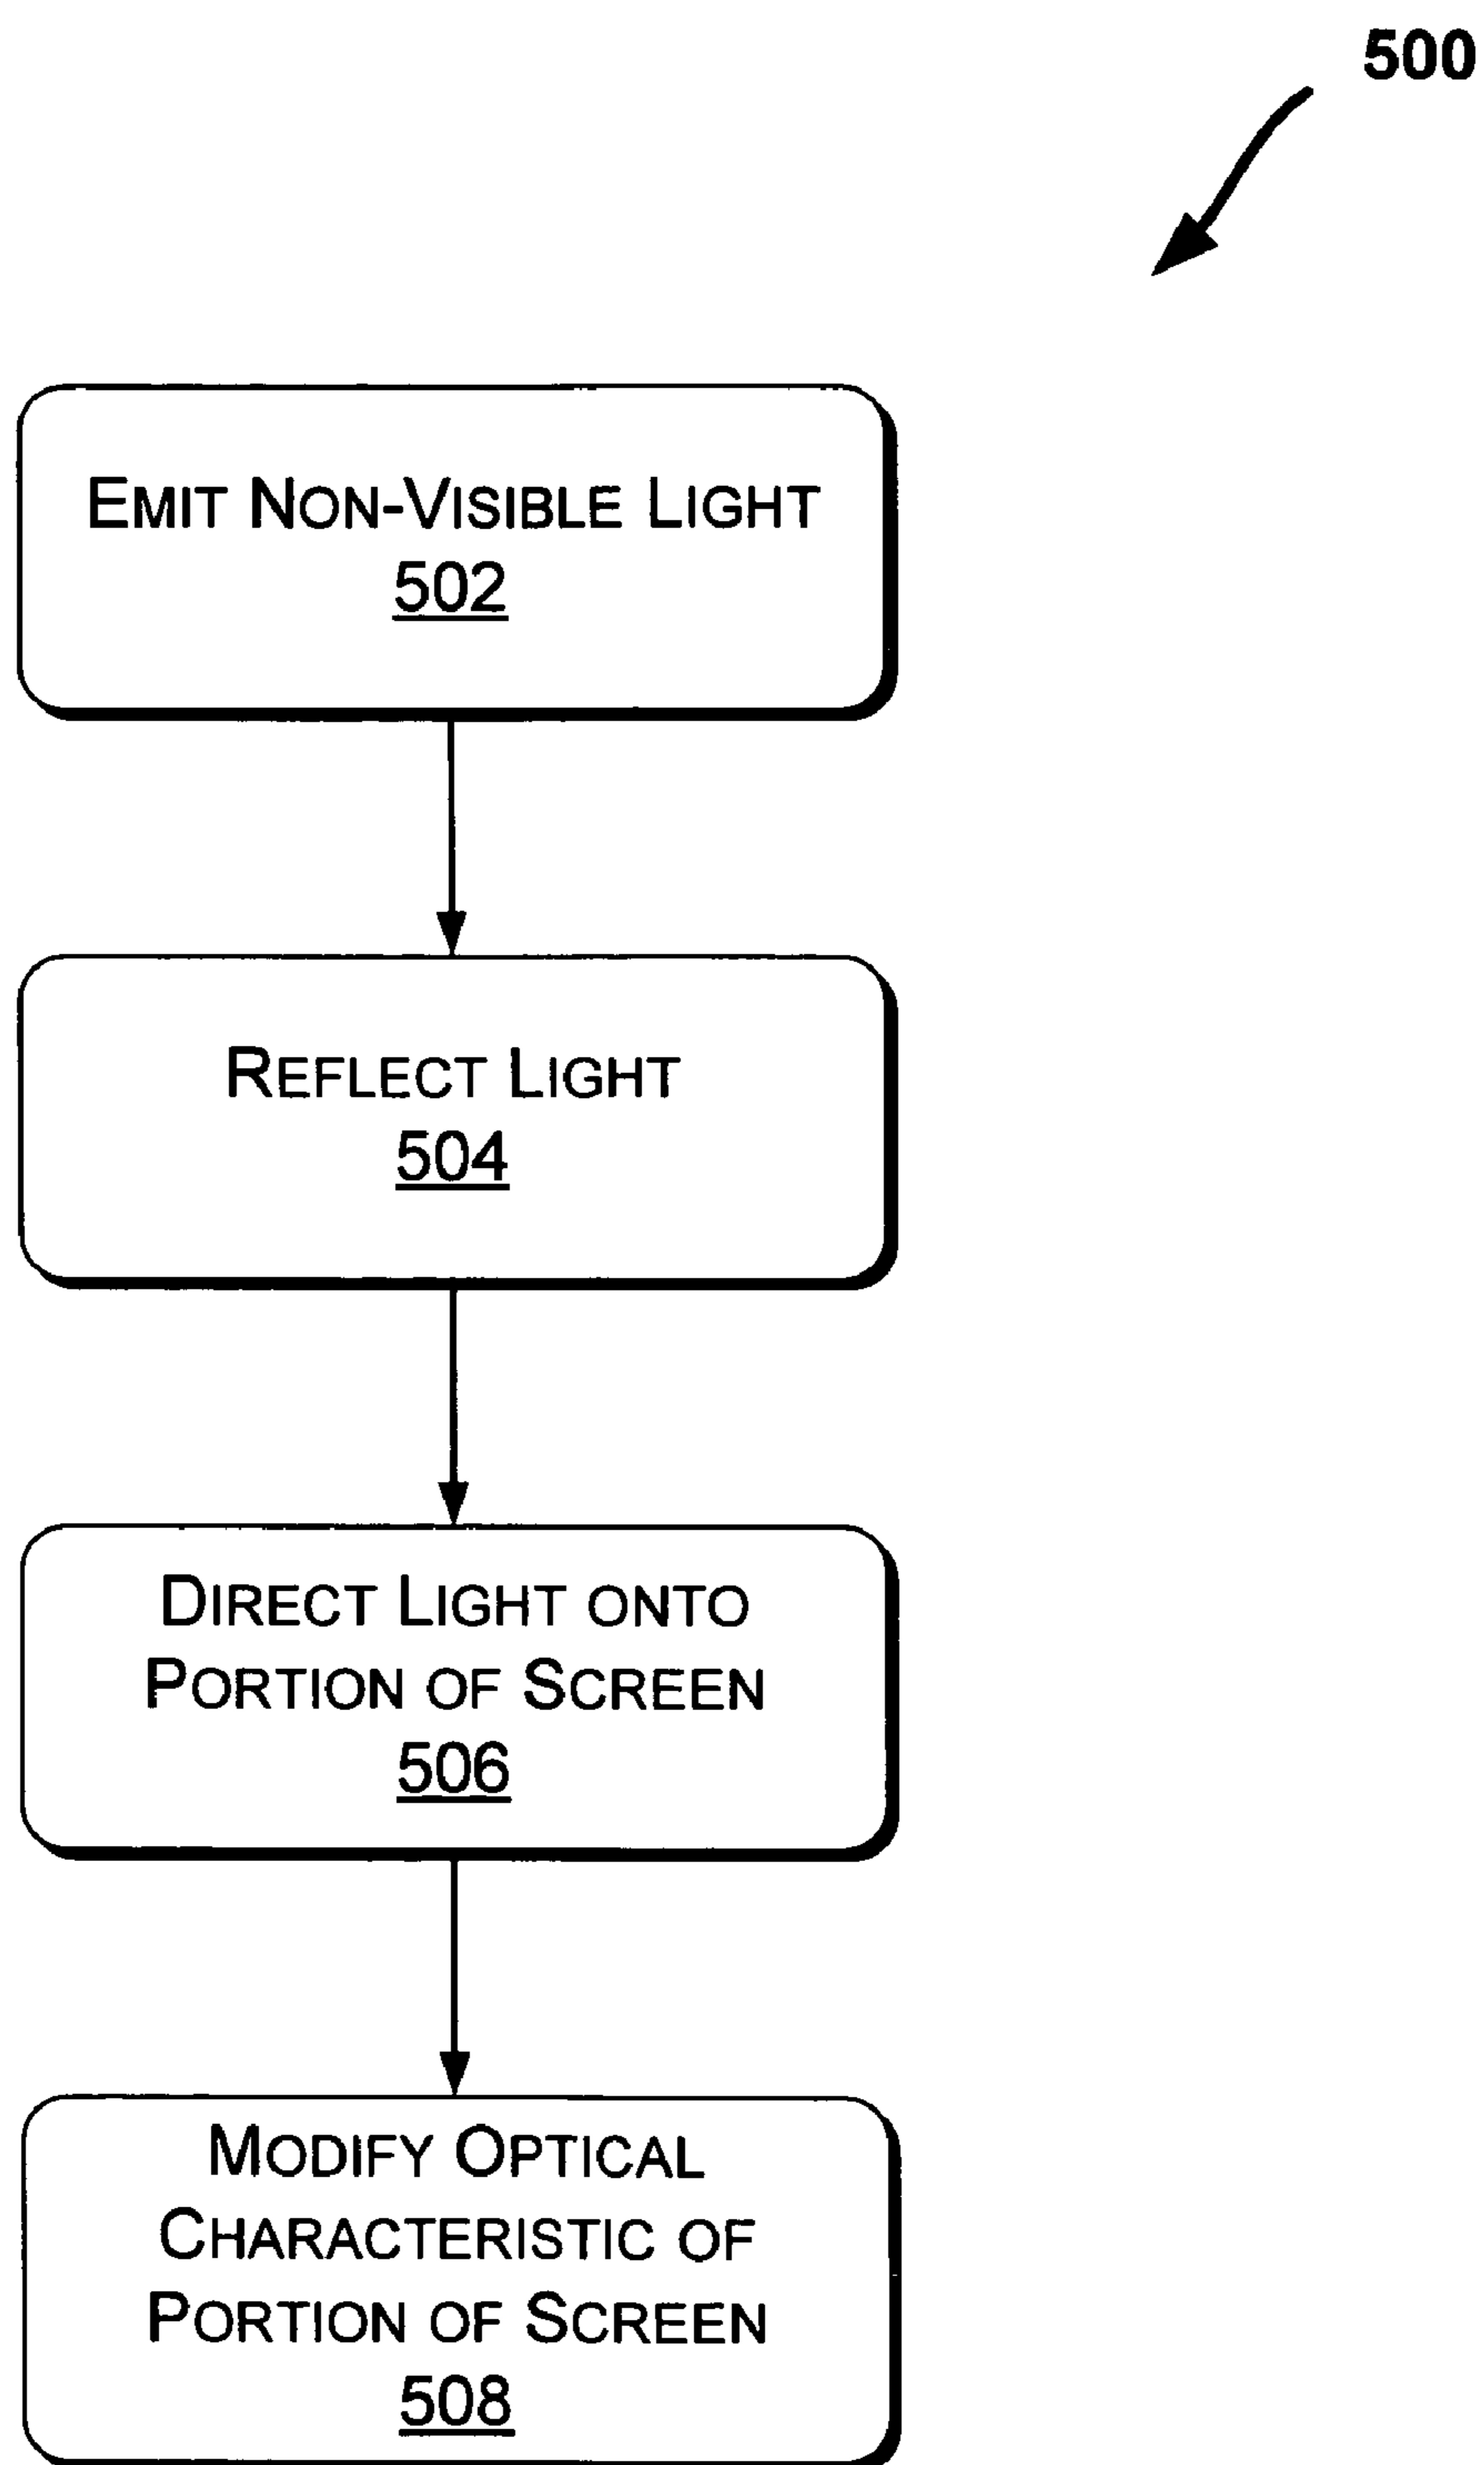 500
EMIT NON-VISIBLE LIGHT
502
REFLECT LIGHT
504
DIRECT LIGHT ONTO
PORTION OF SCREEN
506
MODIFY OPTICAL
CHARACTERISTIC OF
PORTION OF SCREEN
508